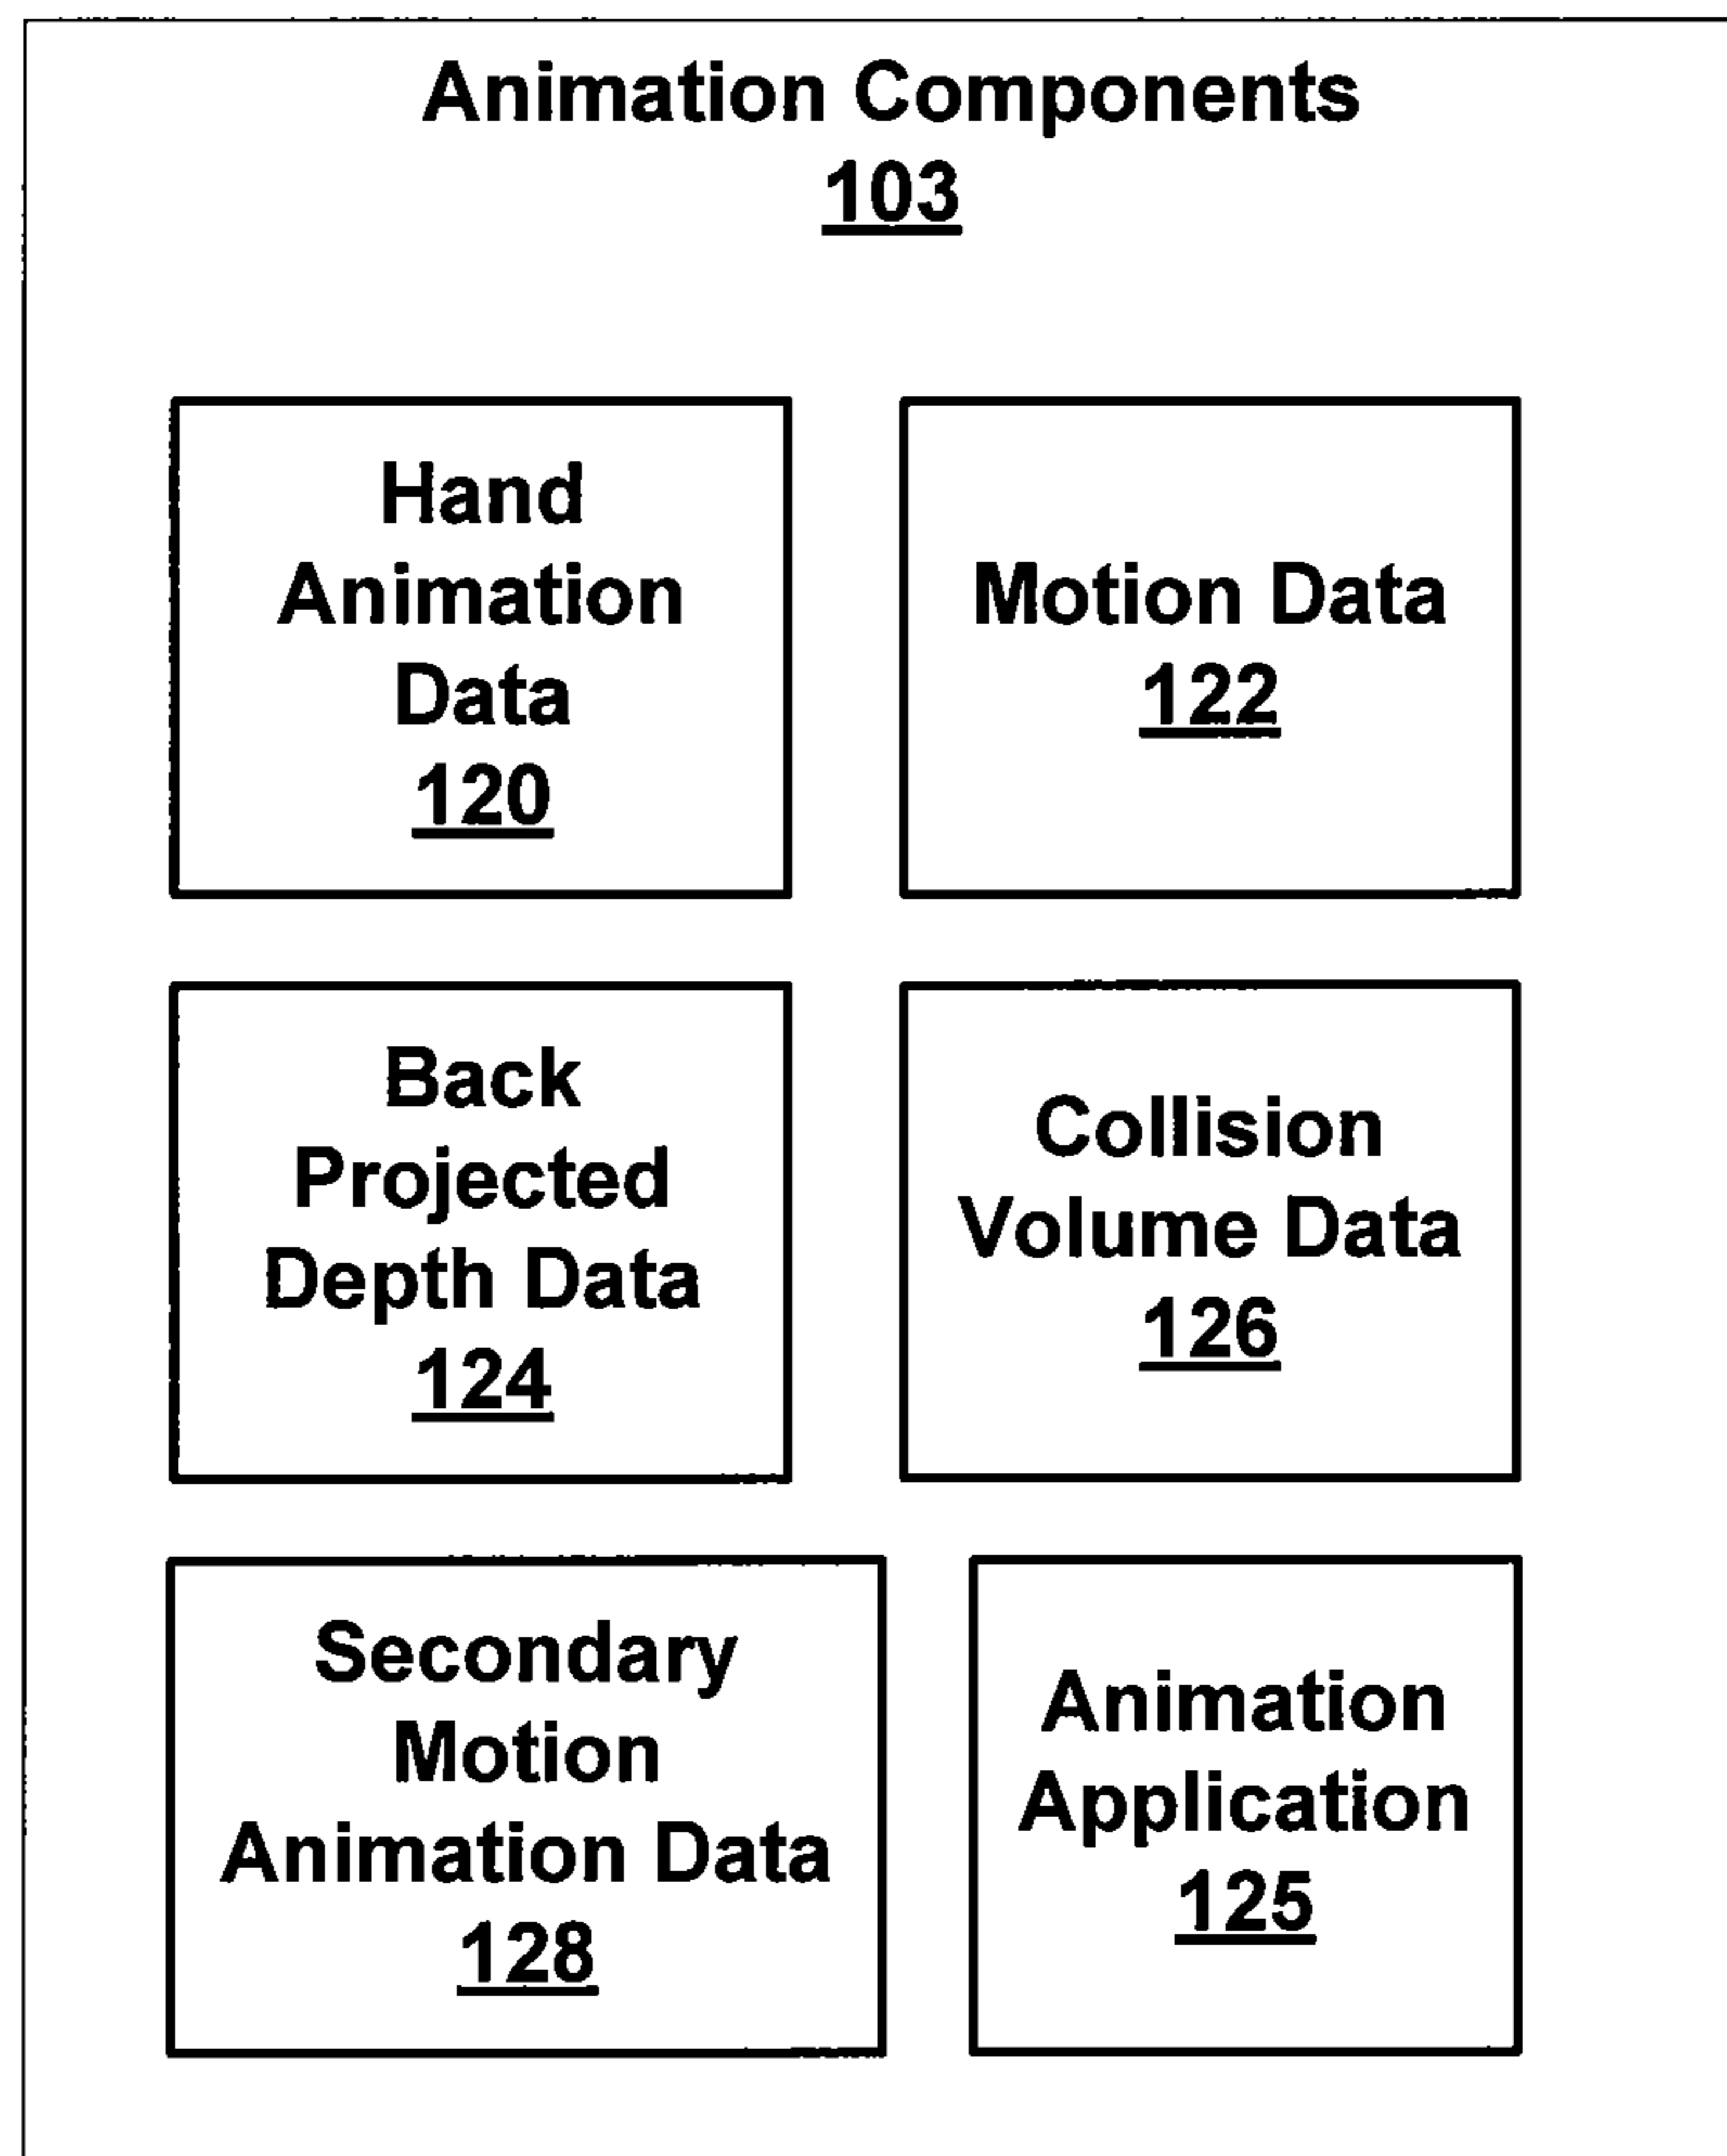 Animation Components
103
Hand
Animation
Data
120
Motion Data
122
Back
Projected
Depth Data
124
Collision
Volume Data
126
Secondary
Motion
Animation Data
128
Animation
Application
125